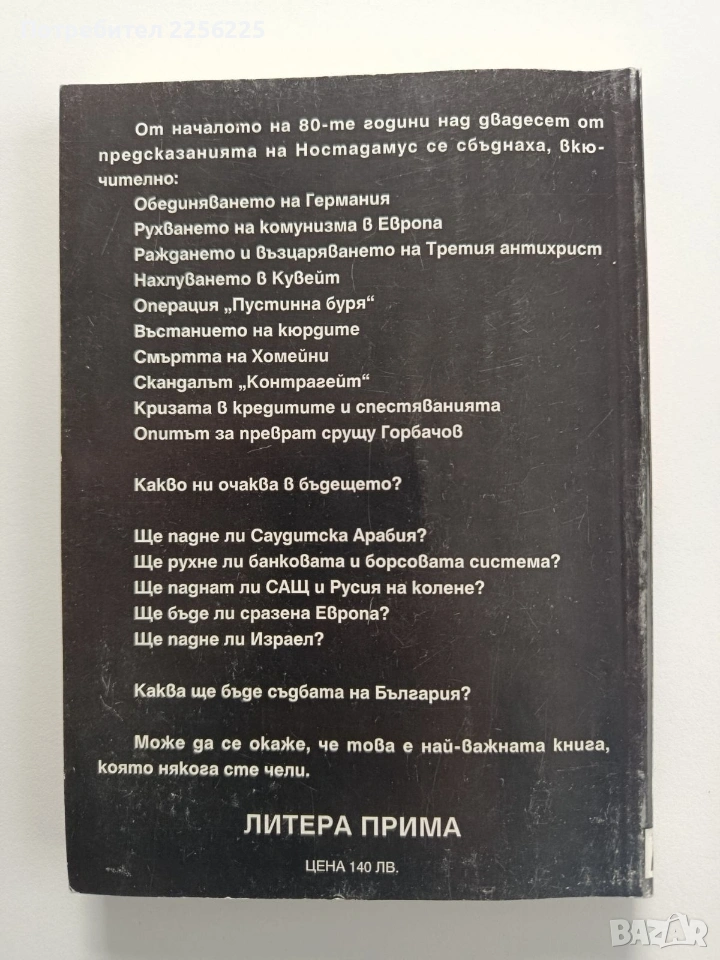 Потребител 2256225
От началото на 80-те години над двадесет от
предсказанията на Ностадамус се сбъднаха, вклю-
чително:
Обединяването на Германия
Рухването на комунизма в Европа
Раждането и възцаряването на Третия антихрист
Нахлуването в Кувейт
Операция „Пустинна буря“
Въстанието на кюрдите
Смъртта на Хомейни
Скандалът „Контрагейт“
Кризата в кредитите и спестяванията
Опитът за преврат срущу Горбачов
Какво ни очаква в бъдещето?
Ще падне ли Саудитска Арабия?
Ще рухне ли банковата и борсовата система?
Ще паднат ли САЩ и Русия на колене?
Ще бъде ли сразена Европа?
Ще падне ли Израел?
Каква ще бъде съдбата на България?
Може да се окаже, че това е най-важната книга,
която някога сте чели.
ЛИТЕРА ПРИМА
ЦЕНА 140 ЛВ.
BAZAR